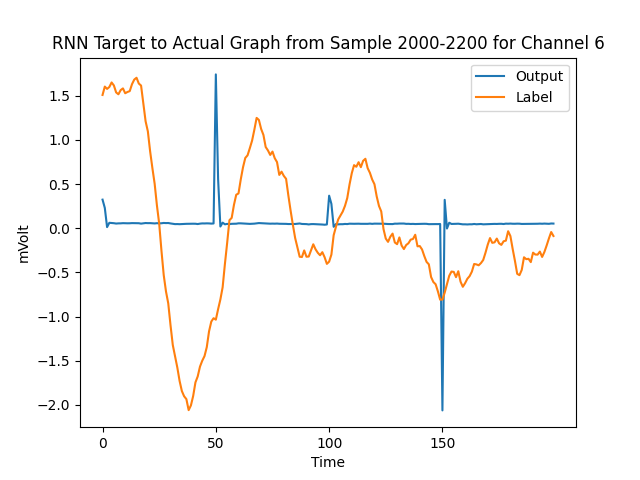 RNN Target to Actual Graph from Sample 2000-2200 for Channel 6
Output
Label
1.5
1.0
0.5
0.0
−0.5
−1.0
−1.5
−2.0
mVolt
0
50
100
150
Time